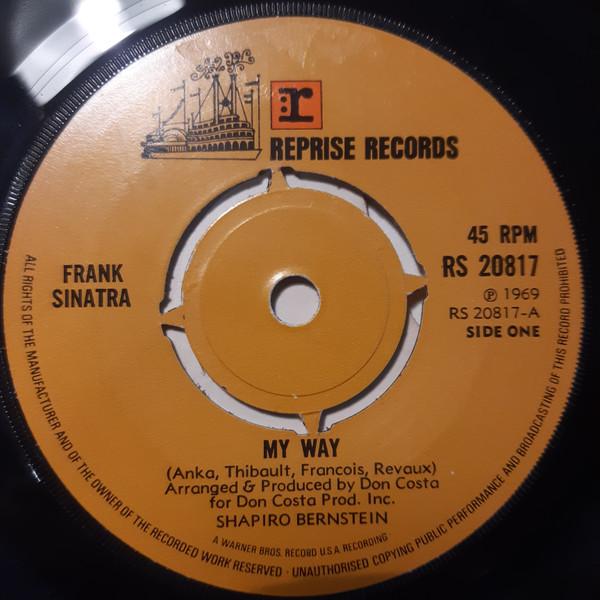 r:
REPRISE RECORDS
FRANK
SINATRA
45 RPM
RS 20817
Ⓟ 1969
RS 20817-A
SIDE ONE
MY WAY
(Anka, Thibault, Francois, Revaux)
Arranged & Produced by Don Costa
for Don Costa Prod. Inc.
SHAPIRO BERNSTEIN
A WARNER BROS. RECORD U.S.A. RECORDING
ALL RIGHTS OF THE MANUFACTURER AND OF THE OWNER OF THE RECORDED WORK RESERVED · UNAUTHORISED COPYING PUBLIC PERFORMANCE AND BROADCASTING OF THIS RECORD PROHIBITED